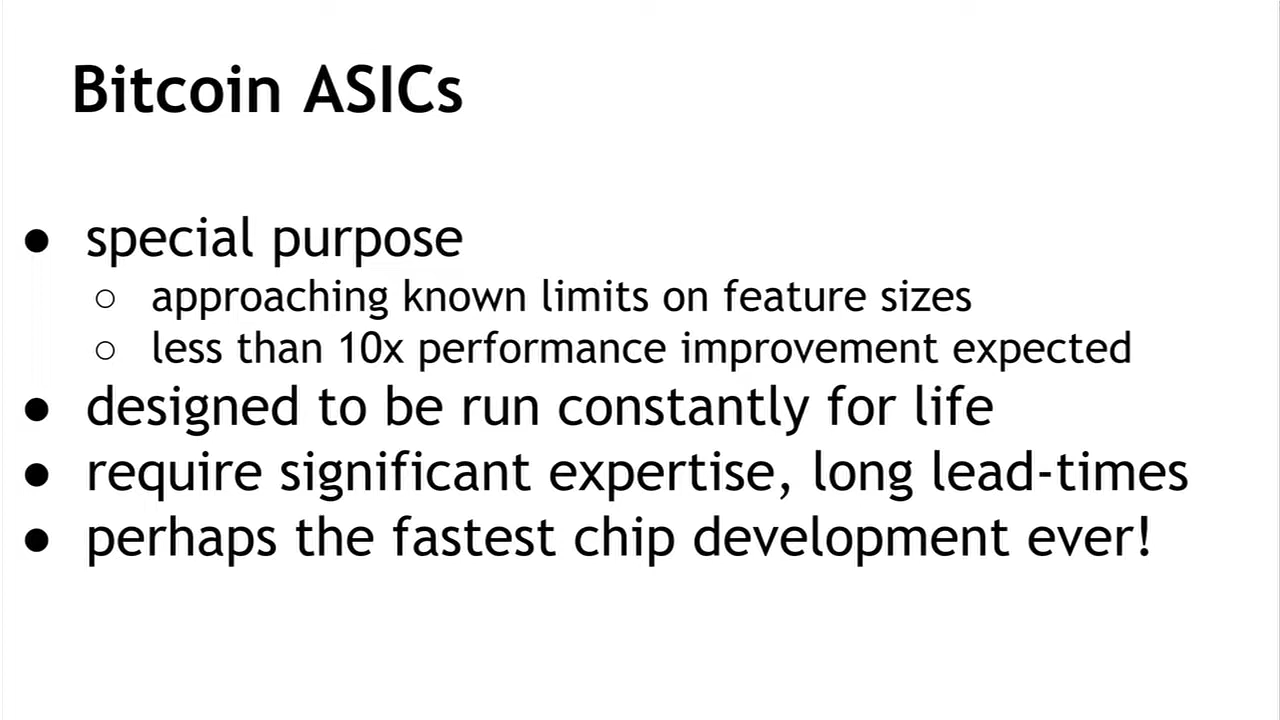 Bitcoin ASICs
● special purpose
○ approaching known limits on feature sizes
○ less than 10x performance improvement expected
● designed to be run constantly for life
● require significant expertise, long lead-times
● perhaps the fastest chip development ever!